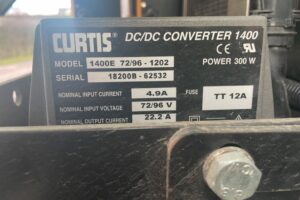 CURTIS DC/DC CONVERTER 1400
MODEL 1400E 72/96 - 1202 CE
POWER 300 W
SERIAL 18200B - 62532
NOMINAL INPUT CURRENT 4.9A FUSE TT 12A
NOMINAL INPUT VOLTAGE 72/96 V
NOMINAL OUTPUT CURRENT 22.2 A